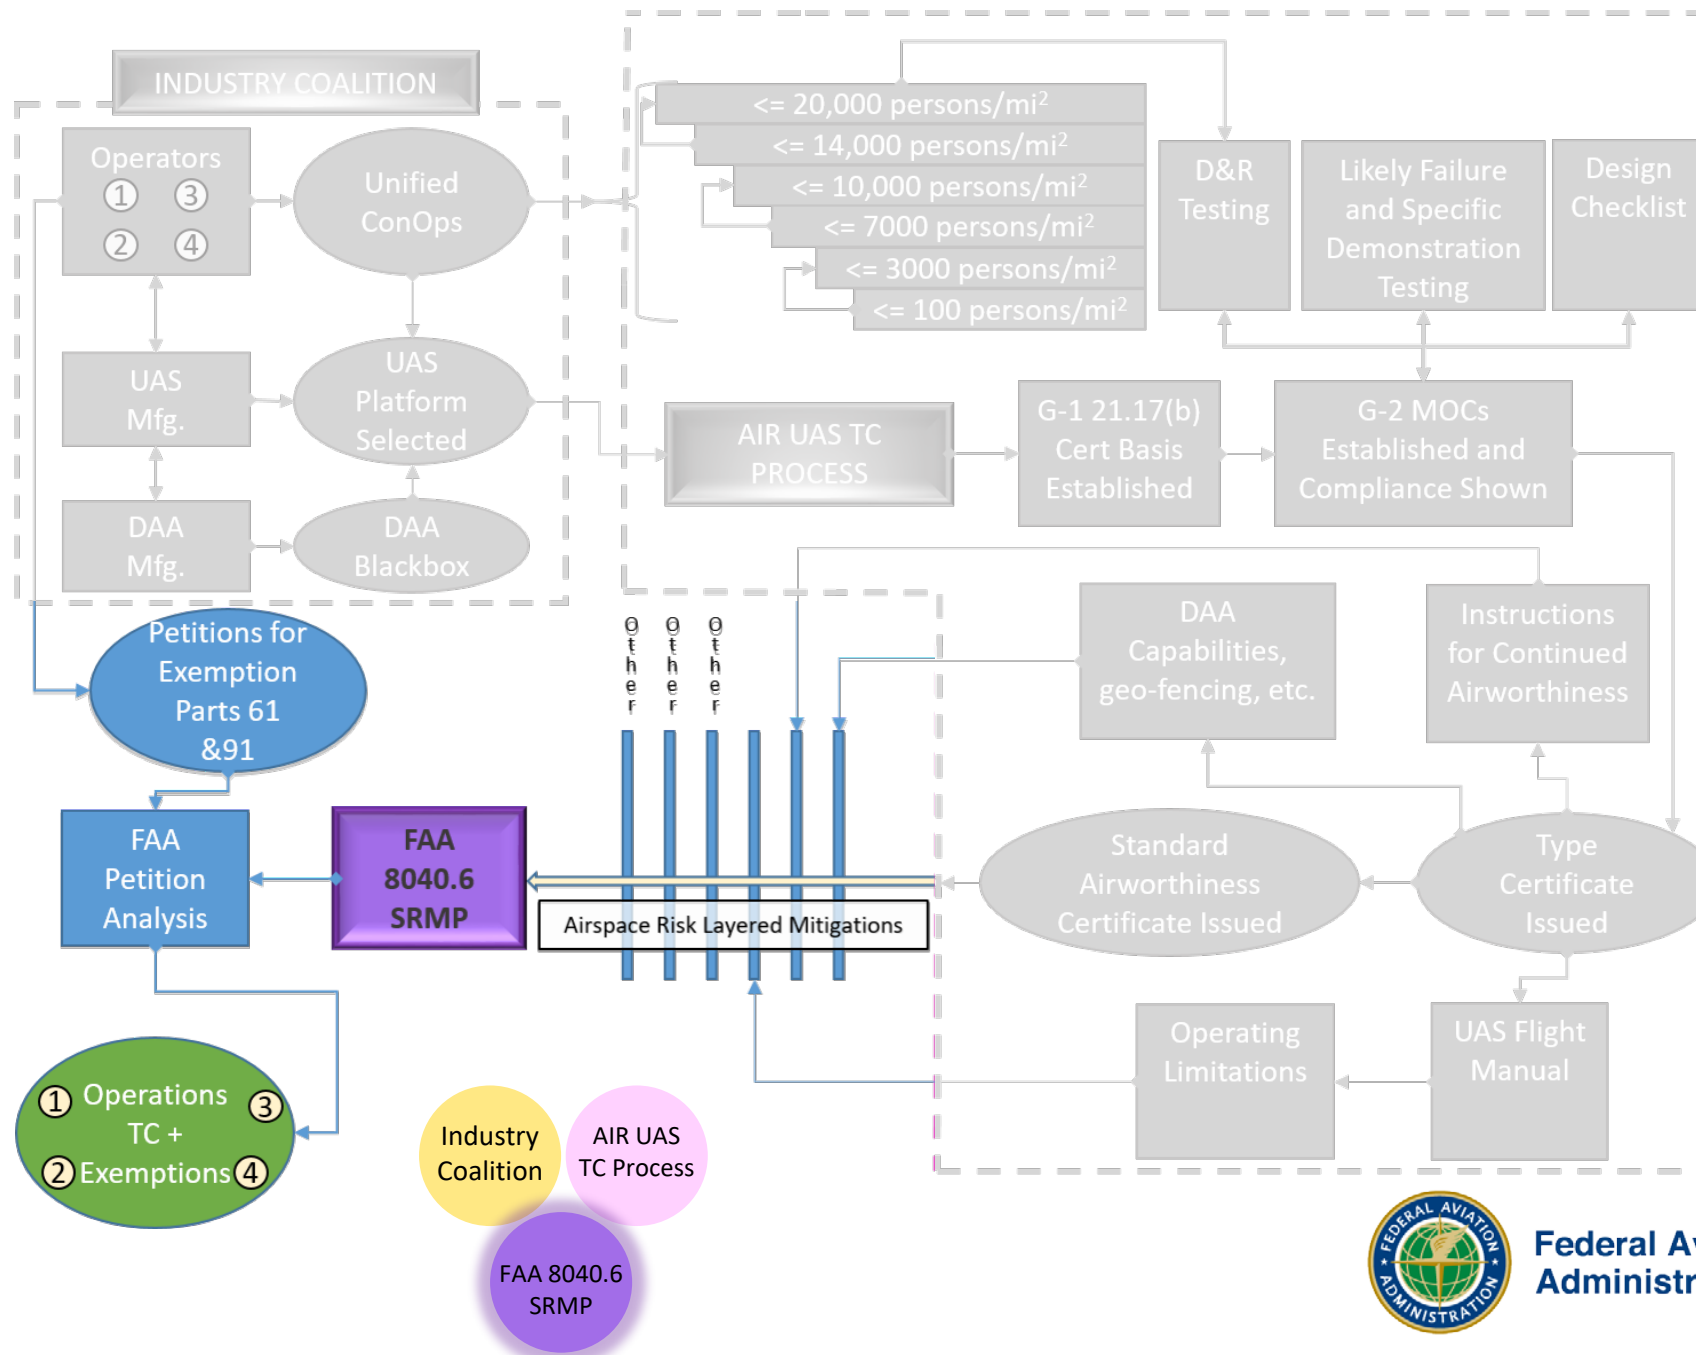 INDUSTRY COALITION
Operators
1 3
2 4
Unified
ConOps
UAS
Mfg.
UAS
Platform
Selected
DAA
Mfg.
DAA
Blackbox
<= 20,000 persons/mi²
<= 14,000 persons/mi²
<= 10,000 persons/mi²
<= 7000 persons/mi²
<= 3000 persons/mi²
<= 100 persons/mi²
D&R
Testing
Likely Failure
and Specific
Demonstration
Testing
Design
Checklist
AIR UAS TC
PROCESS
G-1 21.17(b)
Cert Basis
Established
G-2 MOCs
Established and
Compliance Shown
Petitions for
Exemption
Parts 61
&91
Other
Other
Other
DAA
Capabilities,
geo-fencing, etc.
Instructions
for Continued
Airworthiness
FAA
Petition
Analysis
FAA
8040.6
SRMP
Airspace Risk Layered Mitigations
Standard
Airworthiness
Certificate Issued
Type
Certificate
Issued
Operating
Limitations
UAS Flight
Manual
1 Operations 3
TC +
2 Exemptions 4
Industry
Coalition
AIR UAS
TC Process
FAA 8040.6
SRMP
FEDERAL AVIATION
ADMINISTRATION
Federal Av
Administr